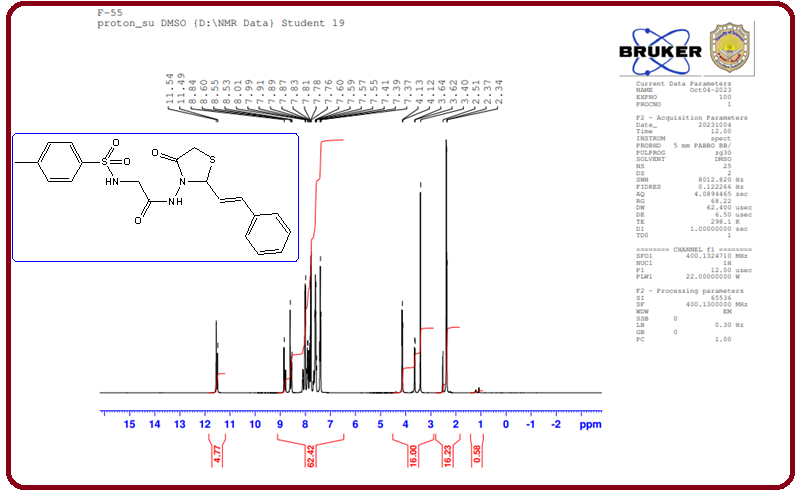 F-55
proton_su DMSO {D:\NMR Data} Student 19
11.54
11.49
8.84
8.60
8.55
8.53
8.01
7.99
7.91
7.89
7.87
7.83
7.81
7.78
7.76
7.60
7.59
7.57
7.55
7.41
7.39
7.37
4.13
4.12
3.64
3.62
3.40
2.51
2.37
2.34
BRUKER
Current Data Parameters
NAME Oct04-2023
EXPNO 100
PROCNO 1
F2 - Acquisition Parameters
Date_ 20231004
Time 12.00
INSTRUM spect
PROBHD 5 mm PABBO BB/
PULPROG zg30
SOLVENT DMSO
NS 25
DS 2
SWH 8012.820 Hz
FIDRES 0.122266 Hz
AQ 4.0894465 sec
RG 68.22
DW 62.400 usec
DE 6.50 usec
TE 298.1 K
D1 1.00000000 sec
TD0 1
======== CHANNEL f1 ========
SFO1 400.1324710 MHz
NUC1 1H
P1 12.00 usec
PLW1 22.00000000 W
F2 - Processing parameters
SI 65536
SF 400.1300000 MHz
WDW EM
SSB 0
LB 0.30 Hz
GB 0
PC 1.00
O
O
S
O
HN
O
NH
N
S
15 14 13 12 11 10 9 8 7 6 5 4 3 2 1 0 -1 -2 ppm
4.77
62.42
16.00
16.23
0.58